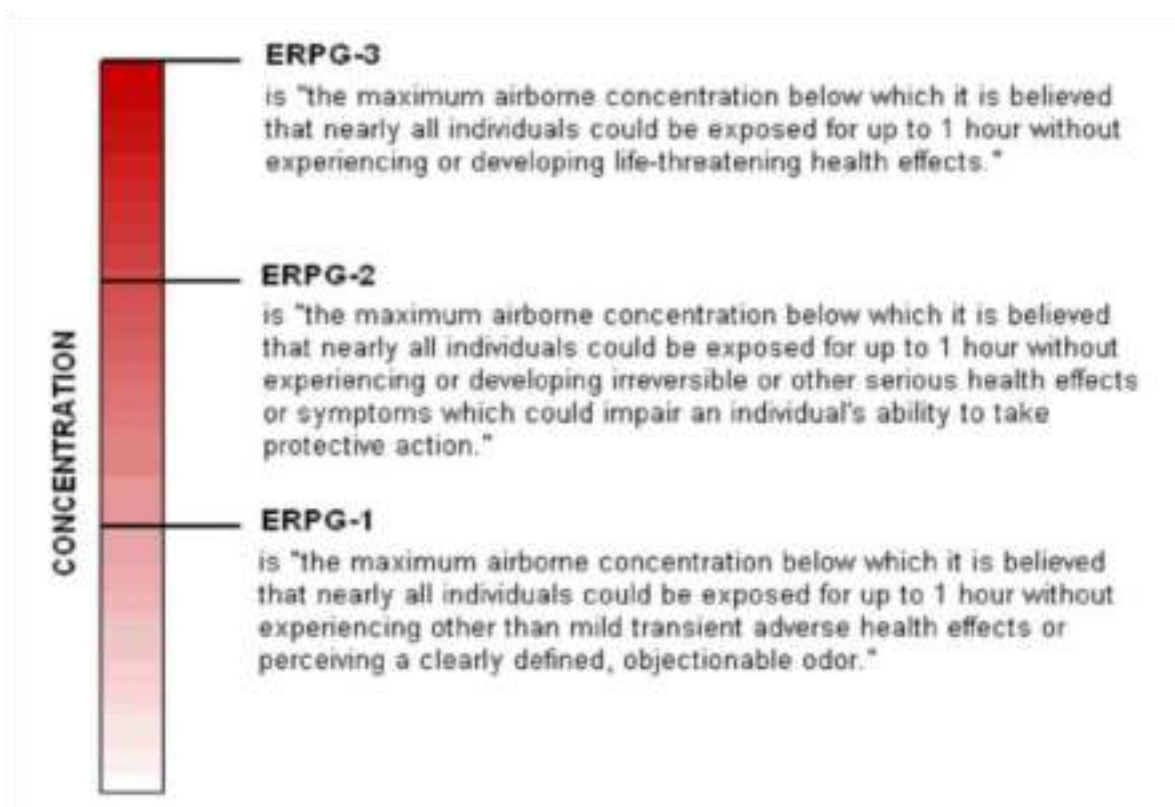 ERPG-3
is "the maximum airborne concentration below which it is believed
that nearly all individuals could be exposed for up to 1 hour without
experiencing or developing life-threatening health effects."
ERPG-2
is "the maximum airborne concentration below which it is believed
that nearly all individuals could be exposed for up to 1 hour without
experiencing or developing irreversible or other serious health effects
or symptoms which could impair an individual's ability to take
protective action."
CONCENTRATION
ERPG-1
is "the maximum airborne concentration below which it is believed
that nearly all individuals could be exposed for up to 1 hour without
experiencing other than mild transient adverse health effects or
perceiving a clearly defined, objectionable odor."